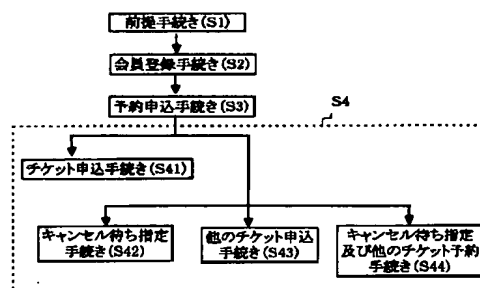 前提手続き(S1)
会員登録手続き(S2)
予約申込手続き(S3)
S4
チケット申込手続き(S41)
キャンセル待ち指定
手続き(S42)
他のチケット申込
手続き(S43)
キャンセル待ち指定
及び他のチケット予約
手続き(S44)